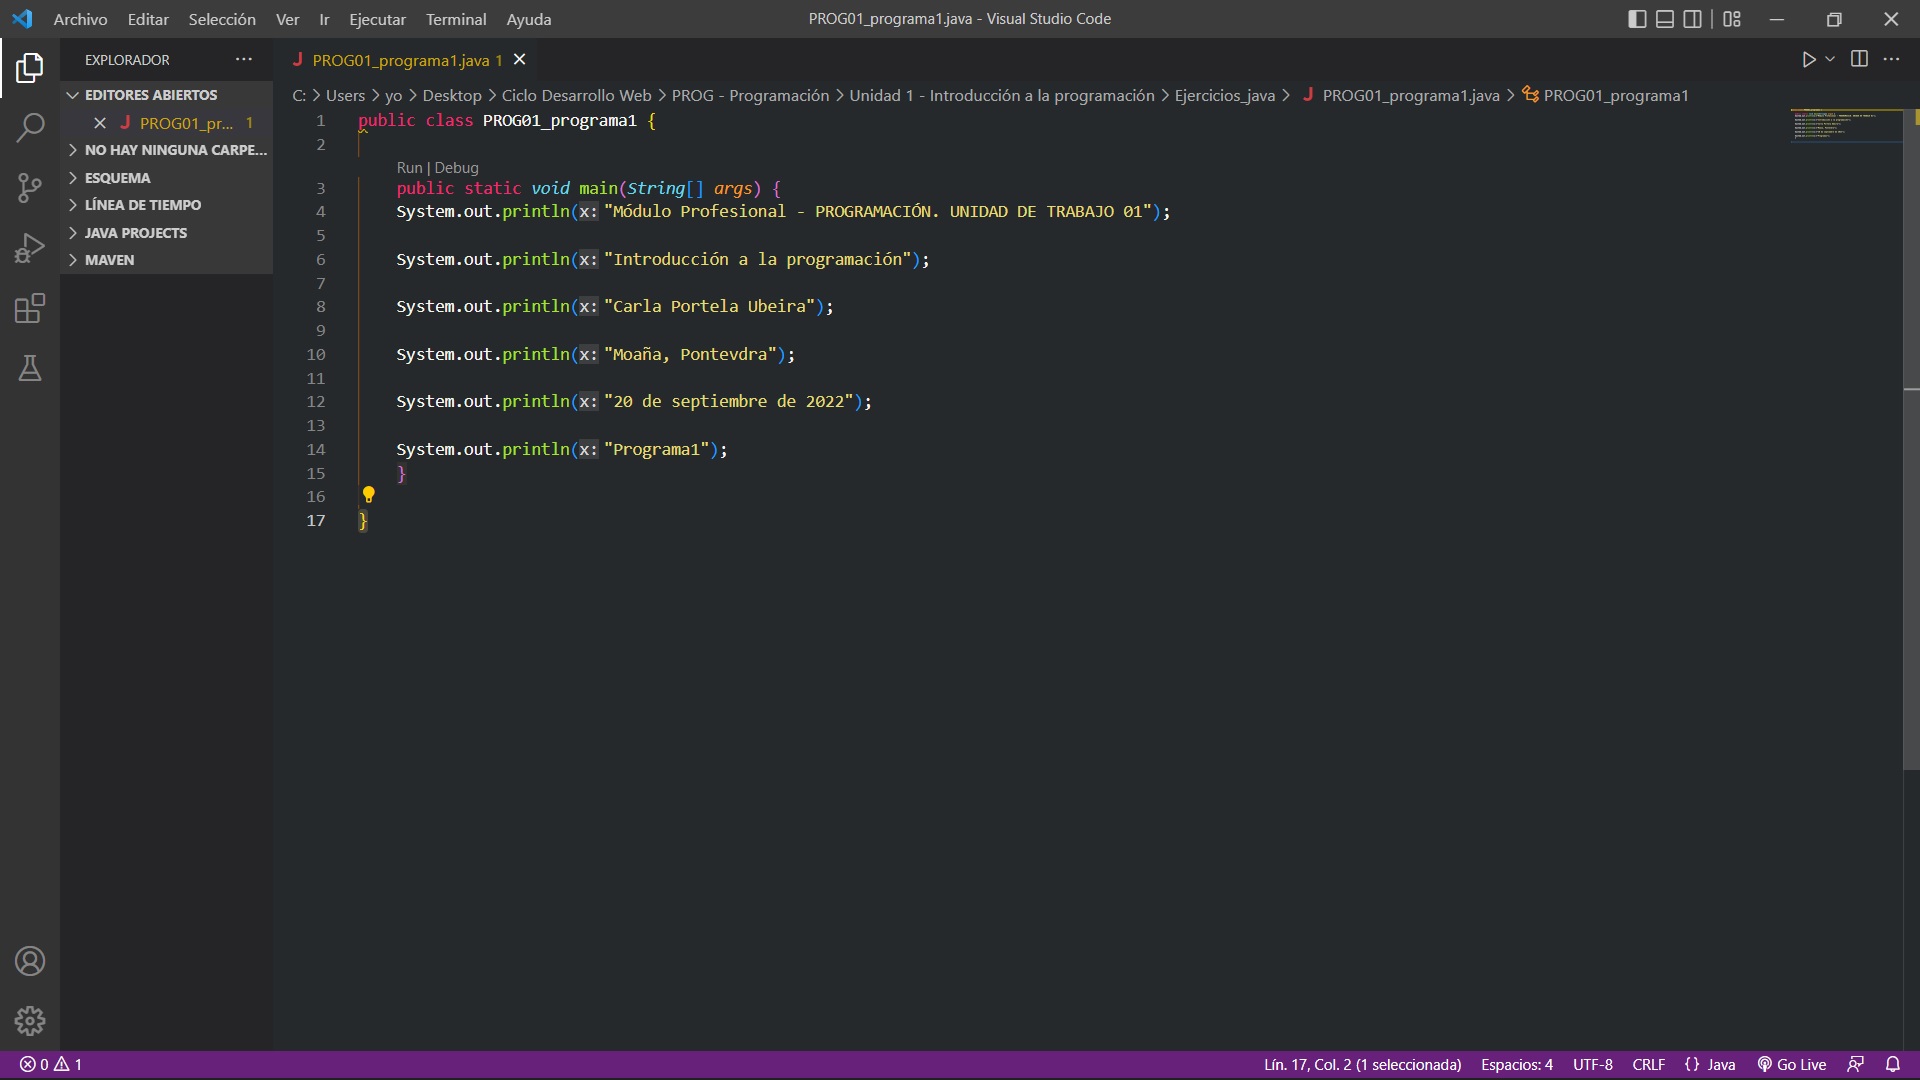 Archivo Editar Selección Ver Ir Ejecutar Terminal Ayuda
PROG01_programa1.java - Visual Studio Code
EXPLORADOR
PROG01_programa1.java 1
EDITORES ABIERTOS
PROG01_pr... 1
NO HAY NINGUNA CARPE...
ESQUEMA
LÍNEA DE TIEMPO
JAVA PROJECTS
MAVEN
C: > Users > yo > Desktop > Ciclo Desarrollo Web > PROG - Programación > Unidad 1 - Introducción a la programación > Ejercicios_java > J PROG01_programa1.java > PROG01_programa1
1 public class PROG01_programa1 {
2
Run | Debug
3 public static void main(String[] args) {
4 System.out.println(x: "Módulo Profesional - PROGRAMACIÓN. UNIDAD DE TRABAJO 01");
5
6 System.out.println(x: "Introducción a la programación");
7
8 System.out.println(x: "Carla Portela Ubeira");
9
10 System.out.println(x: "Moaña, Pontevdra");
11
12 System.out.println(x: "20 de septiembre de 2022");
13
14 System.out.println(x: "Programa1");
15 }
16
17 }
0 1
Lín. 17, Col. 2 (1 seleccionada) Espacios: 4 UTF-8 CRLF {} Java Go Live